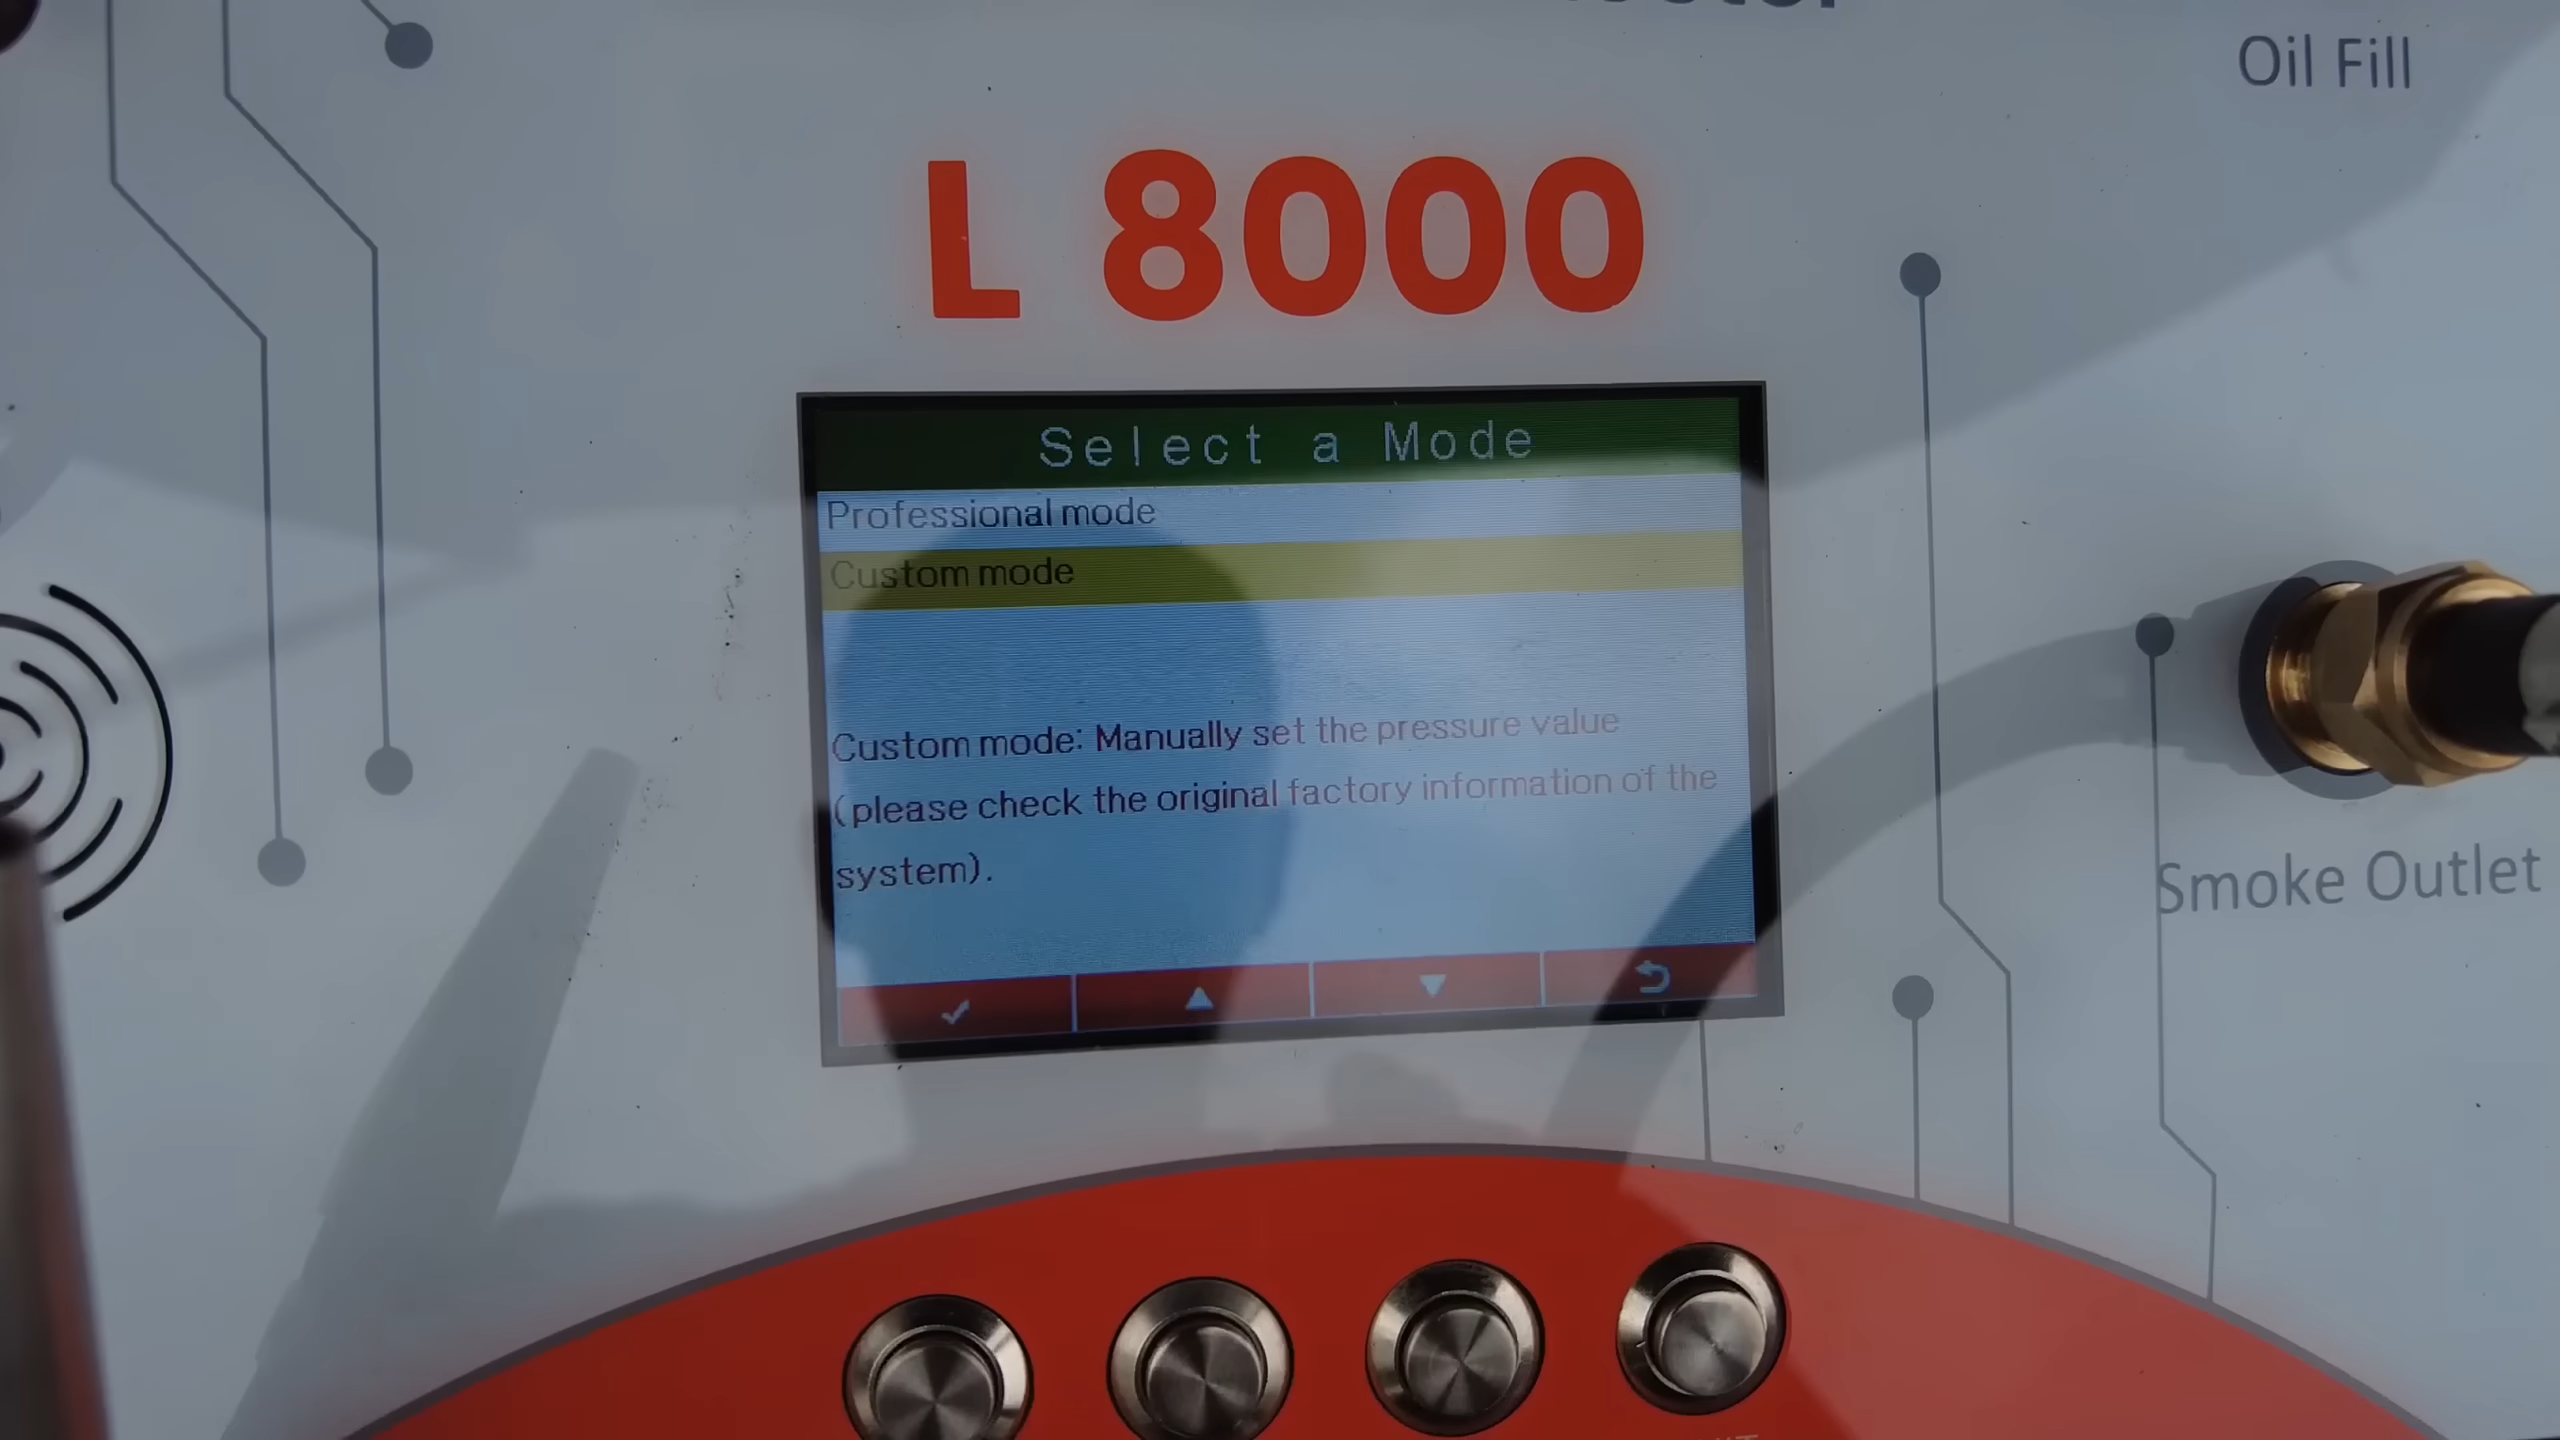 Oil Fill
L 8000
Select a Mode
Professional mode
Custom mode
Custom mode: Manually set the pressure value
(please check the original factory information of the
system).
Smoke Outlet